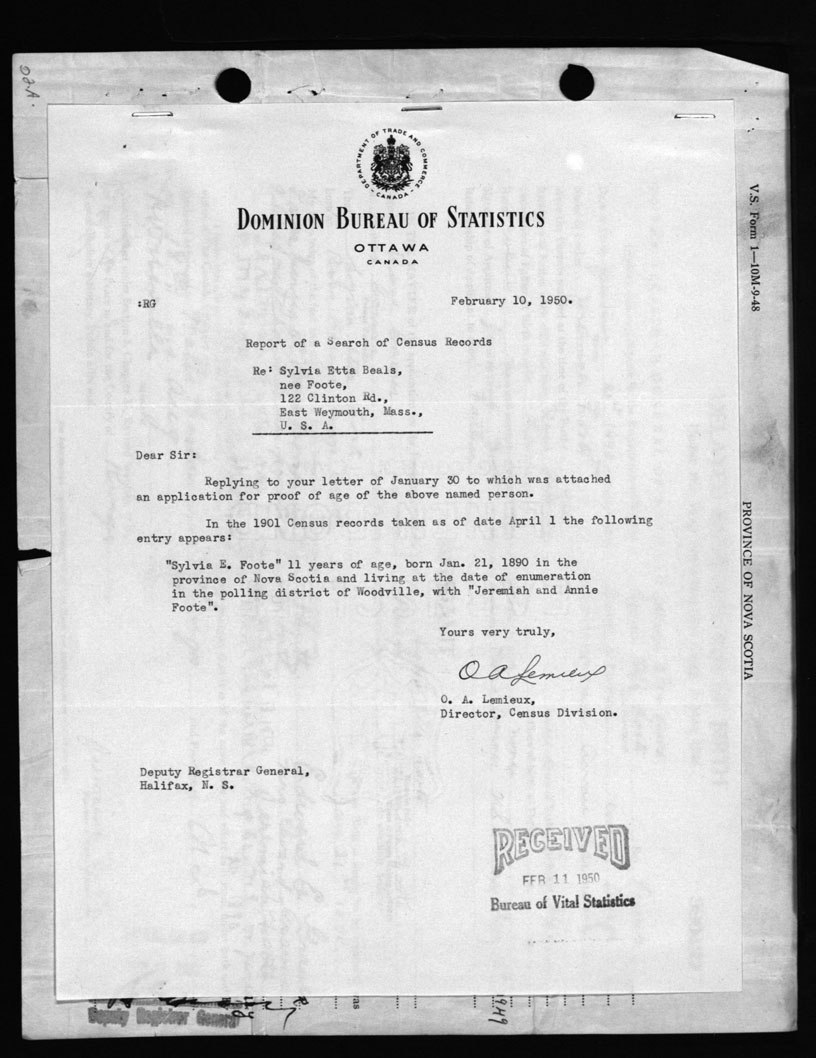 DEPARTMENT OF TRADE AND COMMERCE
- CANADA -
DOMINION BUREAU OF STATISTICS
OTTAWA
CANADA
:RG
February 10, 1950.
Report of a Search of Census Records
Re: Sylvia Etta Beals,
nee Foote,
122 Clinton Rd.,
East Weymouth, Mass.,
U. S. A.
Dear Sir:
Replying to your letter of January 30 to which was attached
an application for proof of age of the above named person.
In the 1901 Census records taken as of date April 1 the following
entry appears:
"Sylvia E. Foote" 11 years of age, born Jan. 21, 1890 in the
province of Nova Scotia and living at the date of enumeration
in the polling district of Woodville, with "Jeremiah and Annie
Foote".
Yours very truly,
O A Lemieux
O. A. Lemieux,
Director, Census Division.
Deputy Registrar General,
Halifax, N. S.
RECEIVED
FEB 11 1950
Bureau of Vital Statistics
V.S. Form 1—10M-9-48
PROVINCE OF NOVA SCOTIA
1949
Deputy Registrar General